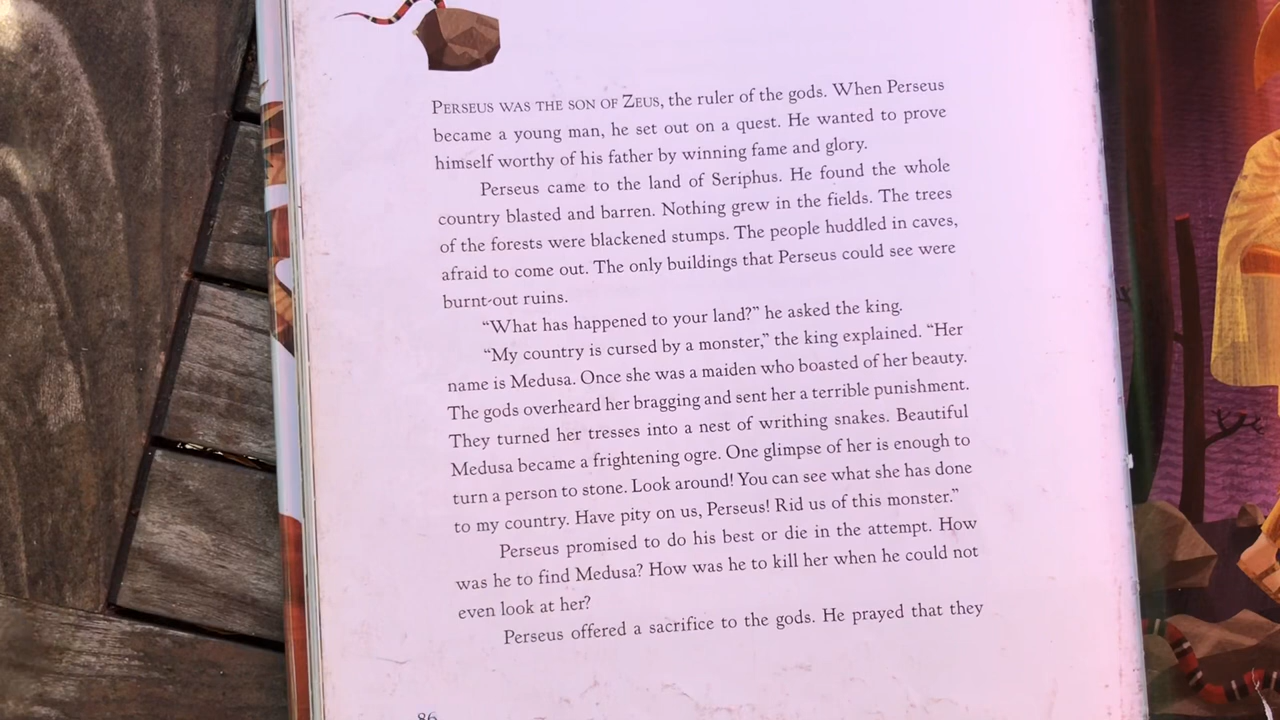 PERSEUS WAS THE SON OF ZEUS, the ruler of the gods. When Perseus
became a young man, he set out on a quest. He wanted to prove
himself worthy of his father by winning fame and glory.
Perseus came to the land of Seriphus. He found the whole
country blasted and barren. Nothing grew in the fields. The trees
of the forests were blackened stumps. The people huddled in caves,
afraid to come out. The only buildings that Perseus could see were
burnt-out ruins.
“What has happened to your land?” he asked the king.
“My country is cursed by a monster,” the king explained. “Her
name is Medusa. Once she was a maiden who boasted of her beauty.
The gods overheard her bragging and sent her a terrible punishment.
They turned her tresses into a nest of writhing snakes. Beautiful
Medusa became a frightening ogre. One glimpse of her is enough to
turn a person to stone. Look around! You can see what she has done
to my country. Have pity on us, Perseus! Rid us of this monster.”
Perseus promised to do his best or die in the attempt. How
was he to find Medusa? How was he to kill her when he could not
even look at her?
Perseus offered a sacrifice to the gods. He prayed that they
86